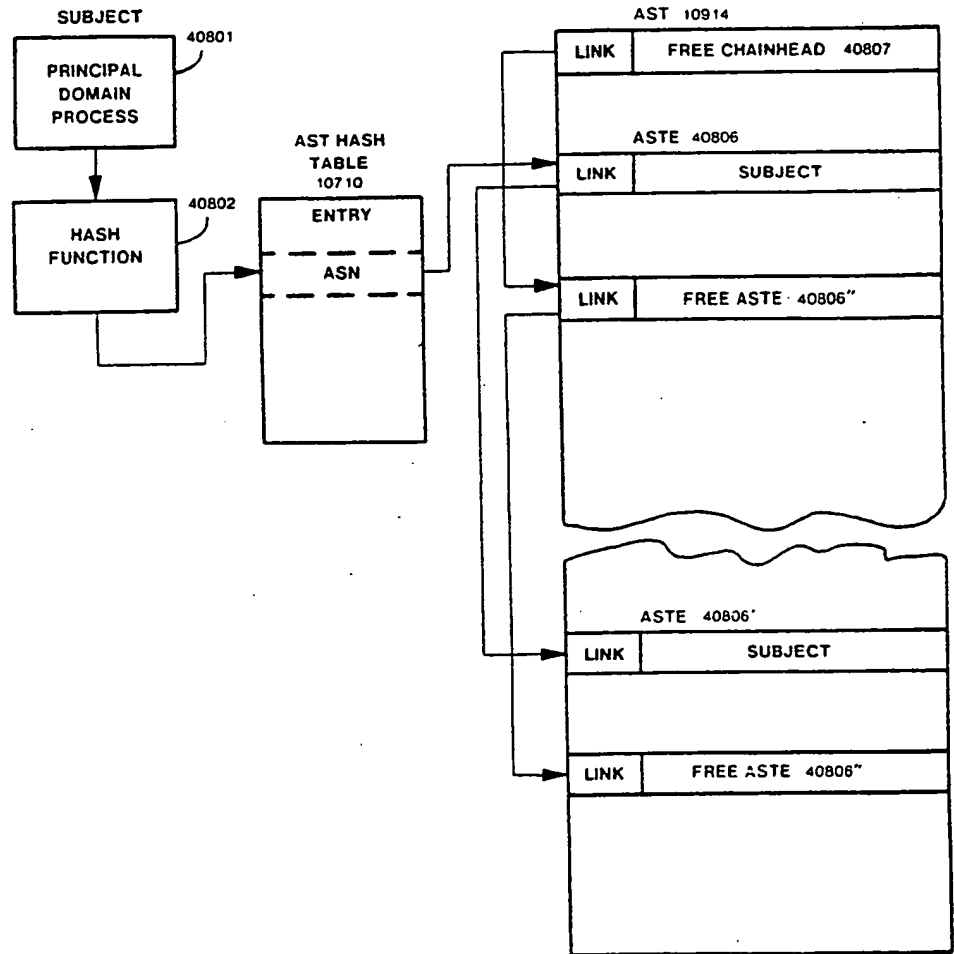 SUBJECT
40801
PRINCIPAL
DOMAIN
PROCESS
40802
HASH
FUNCTION
AST HASH
TABLE
10710
ENTRY
ASN
AST 10914
LINK FREE CHAINHEAD 40807
ASTE 40806
LINK SUBJECT
LINK FREE ASTE 40806"
ASTE 40806'
LINK SUBJECT
LINK FREE ASTE 40806"